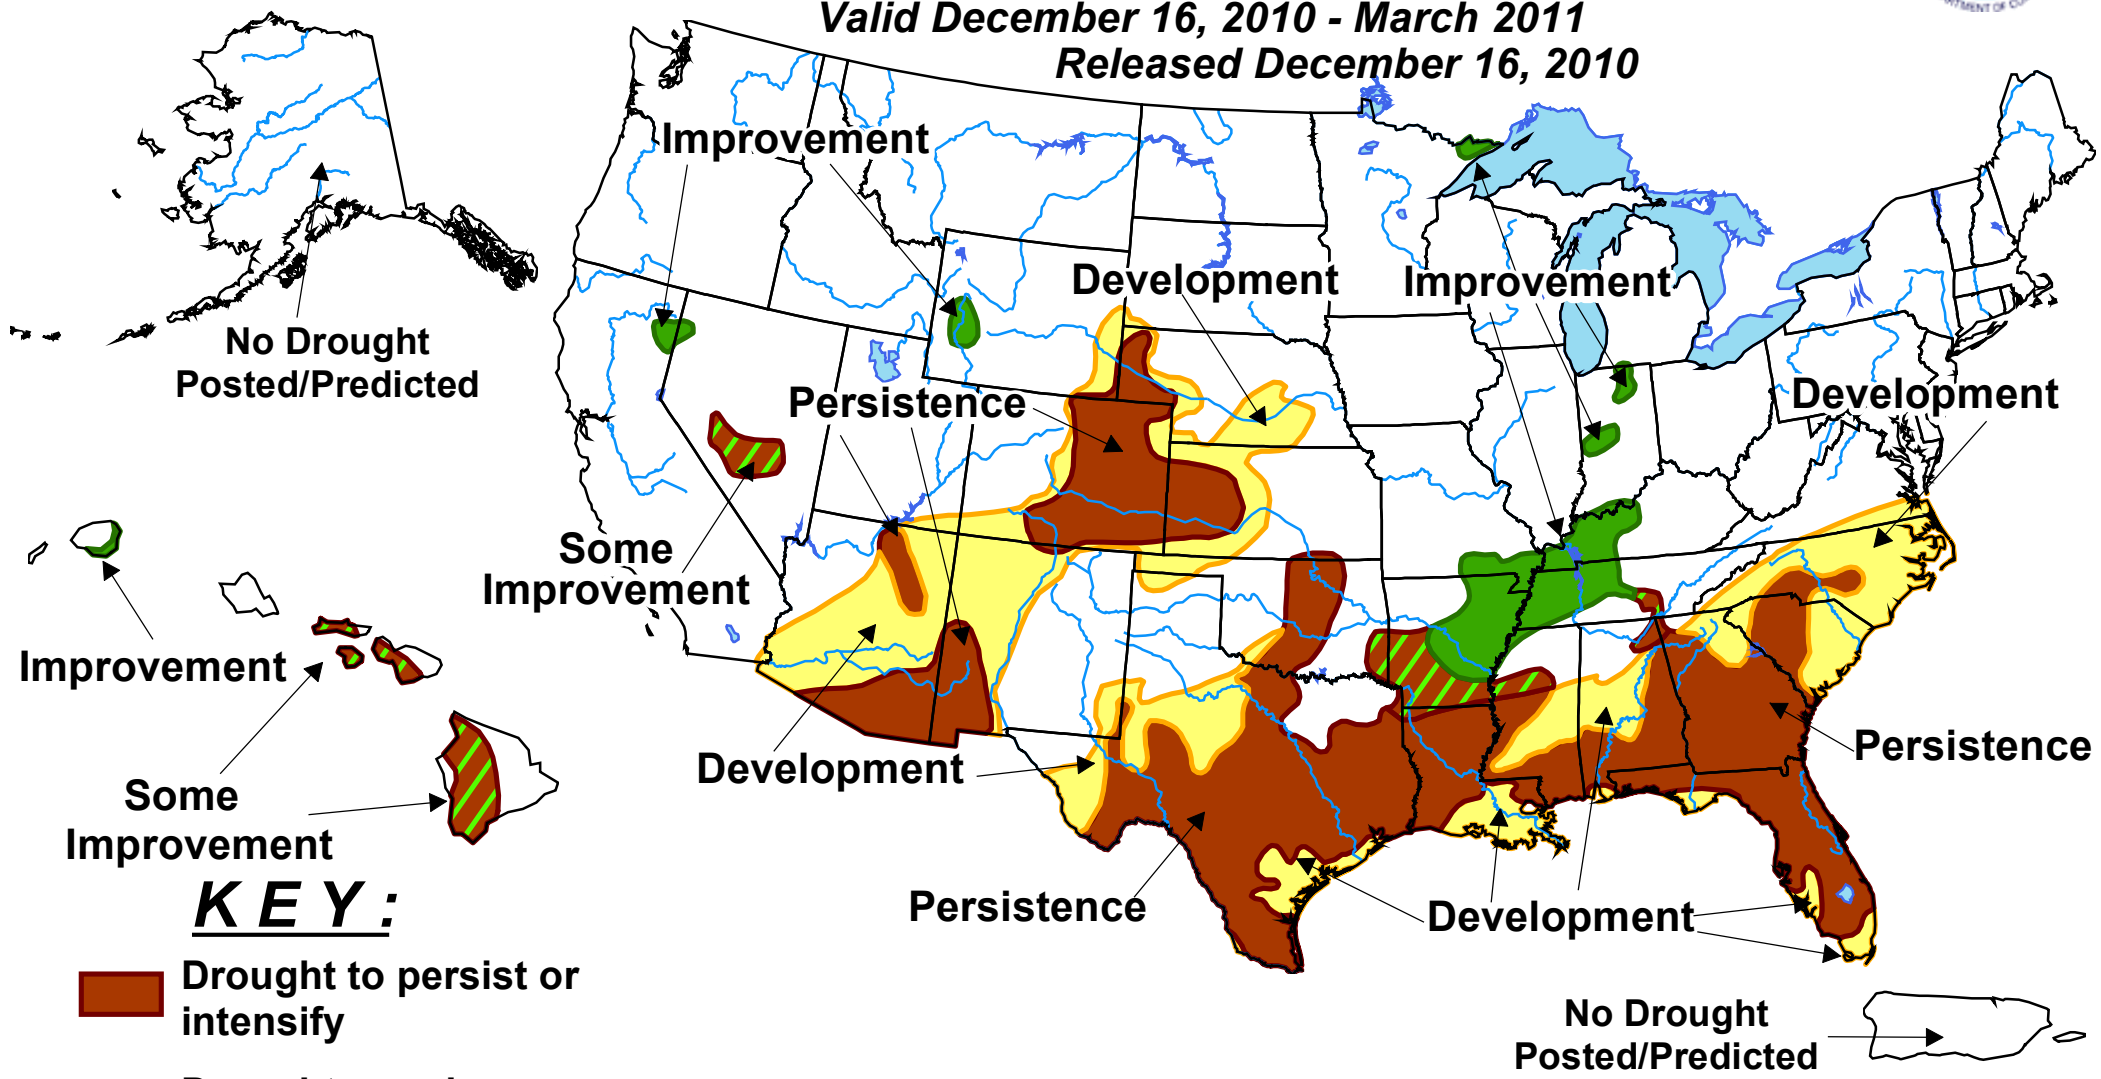 Valid December 16, 2010 - March 2011
Released December 16, 2010
Improvement
Development
Improvement
No Drought
Posted/Predicted
Persistence
Development
Some
Improvement
Improvement
Development
Persistence
Some
Improvement
Persistence
Development
KEY:
Drought to persist or
intensify
No Drought
Posted/Predicted